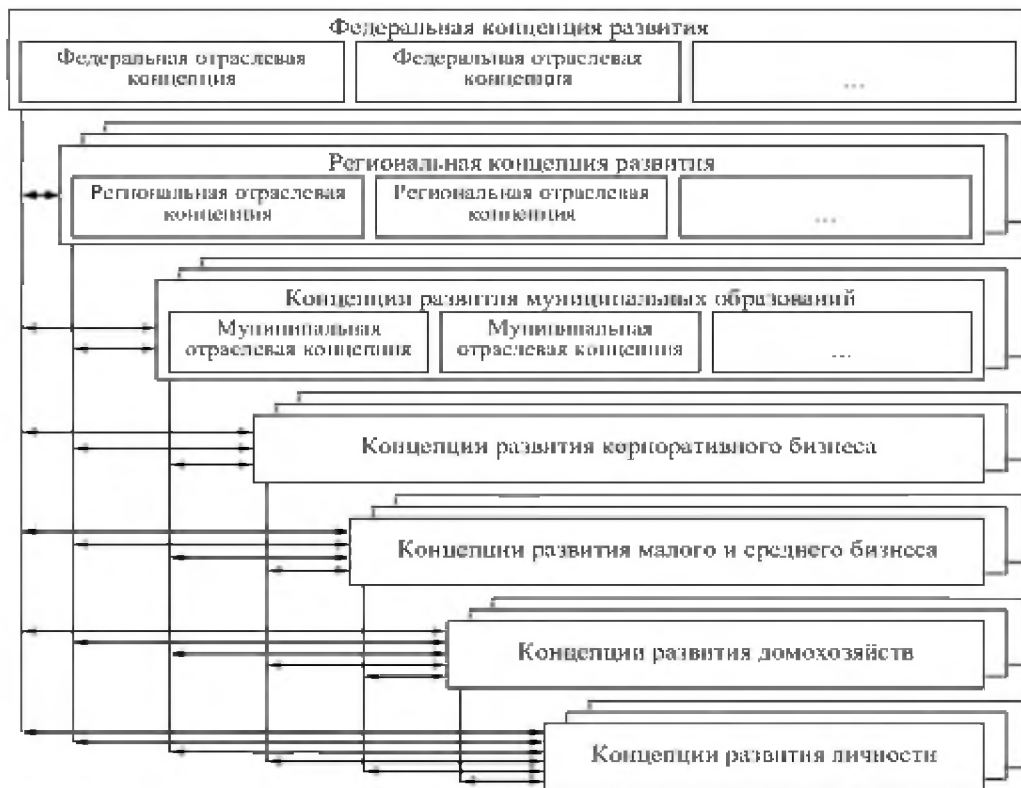 Федеральная концепция развития
Федеральная отраслевая
концепция
Федеральная отраслевая
концепция
...
Региональная концепция развития
Региональная отраслевая
концепция
Региональная отраслевая
концепция
...
Концепции развития муниципальных образований
Муниципальная
отраслевая концепция
Муниципальная
отраслевая концепция
...
Концепции развития корпоративного бизнеса
Концепции развития малого и среднего бизнеса
Концепции развития домохозяйств
Концепции развития личности